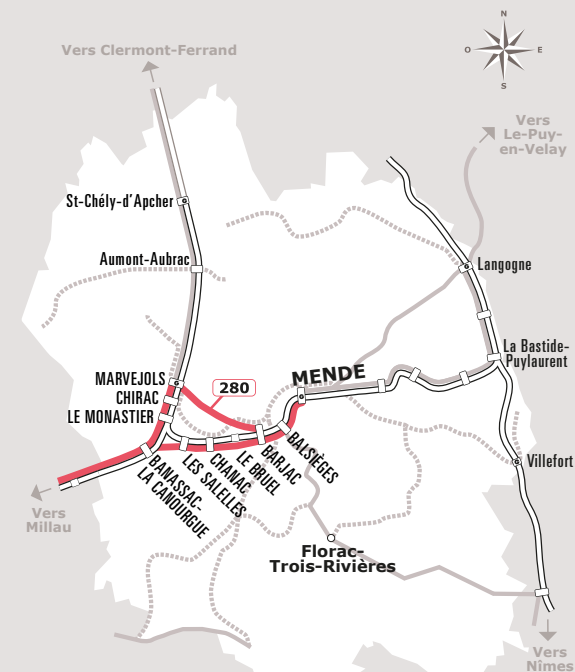 N
O
E
S
Vers Clermont-Ferrand
Vers
Le-Puy-
en-Velay
St-Chély-d'Apcher
Aumont-Aubrac
Langogne
La Bastide-
Puylaurent
MARVEJOLS
CHIRAC
LE MONASTIER
280
MENDE
BALSIÈGES
BARJAC
LE BRUEL
CHANAC
LES SALELLES
BANASSAC-
LA CANOURGUE
Villefort
Vers
Millau
Florac-
Trois-Rivières
Vers
Nîmes